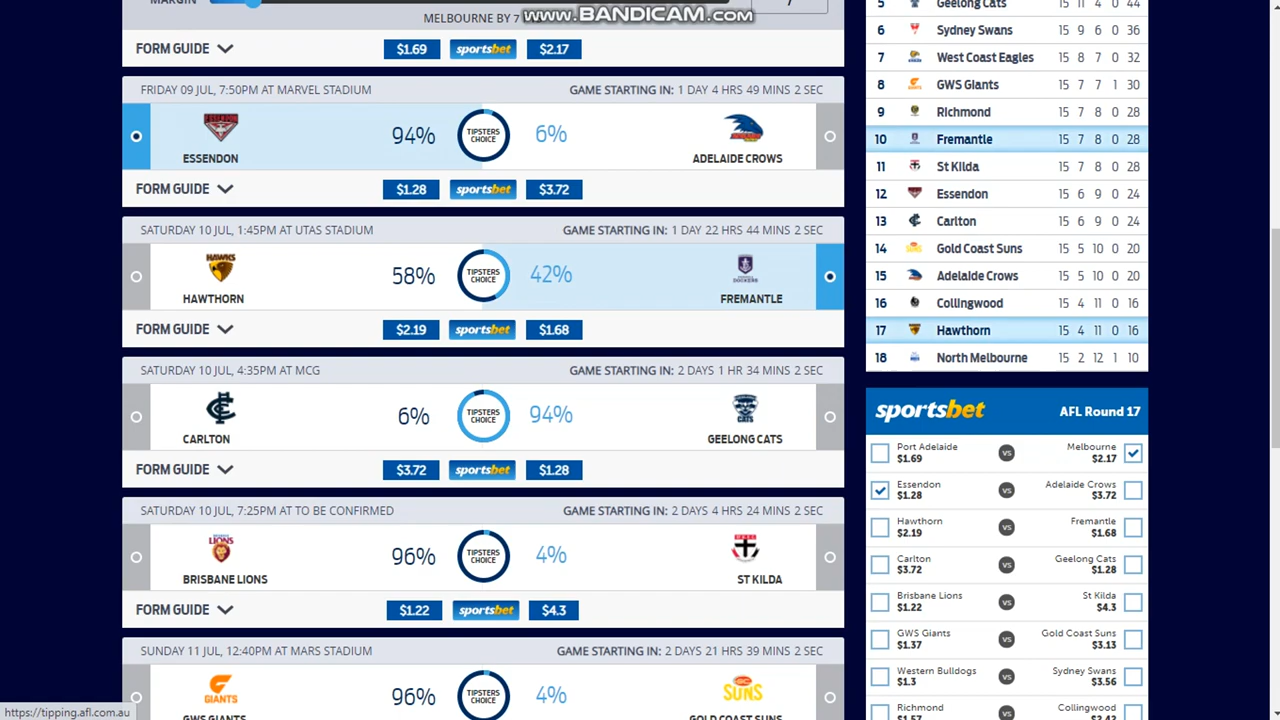 MARGIN
7
MELBOURNE BY 7
www.BANDICAM.com
FORM GUIDE $1.69 sportsbet $2.17
FRIDAY 09 JUL, 7:50PM AT MARVEL STADIUM GAME STARTING IN: 1 DAY 4 HRS 49 MINS 2 SEC
ESSENDON 94% TIPSTERS CHOICE 6% ADELAIDE CROWS
FORM GUIDE $1.28 sportsbet $3.72
SATURDAY 10 JUL, 1:45PM AT UTAS STADIUM GAME STARTING IN: 1 DAY 22 HRS 44 MINS 2 SEC
HAWTHORN 58% TIPSTERS CHOICE 42% FREMANTLE
FORM GUIDE $2.19 sportsbet $1.68
SATURDAY 10 JUL, 4:35PM AT MCG GAME STARTING IN: 2 DAYS 1 HR 34 MINS 2 SEC
CARLTON 6% TIPSTERS CHOICE 94% GEELONG CATS
FORM GUIDE $3.72 sportsbet $1.28
SATURDAY 10 JUL, 7:25PM AT TO BE CONFIRMED GAME STARTING IN: 2 DAYS 4 HRS 24 MINS 2 SEC
BRISBANE LIONS 96% TIPSTERS CHOICE 4% ST KILDA
FORM GUIDE $1.22 sportsbet $4.3
SUNDAY 11 JUL, 12:40PM AT MARS STADIUM GAME STARTING IN: 2 DAYS 21 HRS 39 MINS 2 SEC
GWS GIANTS 96% TIPSTERS CHOICE 4% GOLD COAST SUNS
https://tipping.afl.com.au
5 Geelong Cats 15 11 4 0 44
6 Sydney Swans 15 9 6 0 36
7 West Coast Eagles 15 8 7 0 32
8 GWS Giants 15 7 7 1 30
9 Richmond 15 7 8 0 28
10 Fremantle 15 7 8 0 28
11 St Kilda 15 7 8 0 28
12 Essendon 15 6 9 0 24
13 Carlton 15 6 9 0 24
14 Gold Coast Suns 15 5 10 0 20
15 Adelaide Crows 15 5 10 0 20
16 Collingwood 15 4 11 0 16
17 Hawthorn 15 4 11 0 16
18 North Melbourne 15 2 12 1 10
sportsbet AFL Round 17
Port Adelaide vs Melbourne
$1.69 $2.17
Essendon vs Adelaide Crows
$1.28 $3.72
Hawthorn vs Fremantle
$2.19 $1.68
Carlton vs Geelong Cats
$3.72 $1.28
Brisbane Lions vs St Kilda
$1.22 $4.3
GWS Giants vs Gold Coast Suns
$1.37 $3.13
Western Bulldogs vs Sydney Swans
$1.3 $3.56
Richmond vs Collingwood
$1.57 $2.42